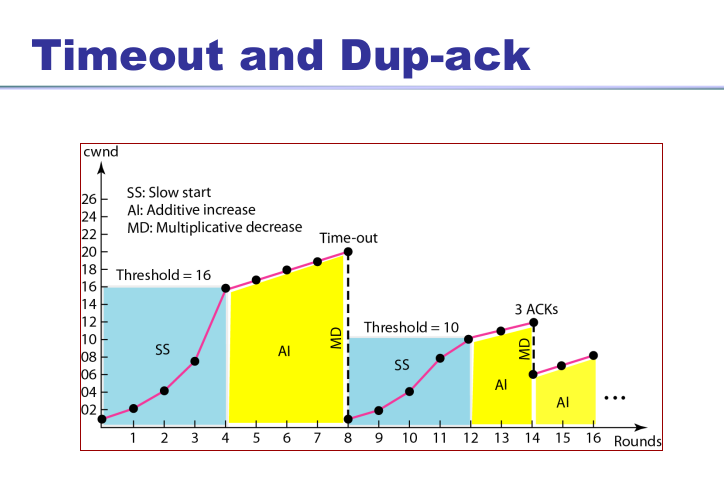 Timeout and Dup-ack
cwnd
SS: Slow start
AI: Additive increase
MD: Multiplicative decrease
26
24
22
20
18
16
14
12
10
08
06
04
02
Time-out
Threshold = 16
SS
AI
MD
Threshold = 10
3 ACKs
SS
AI
MD
AI
...
1 2 3 4 5 6 7 8 9 10 11 12 13 14 15 16
Rounds